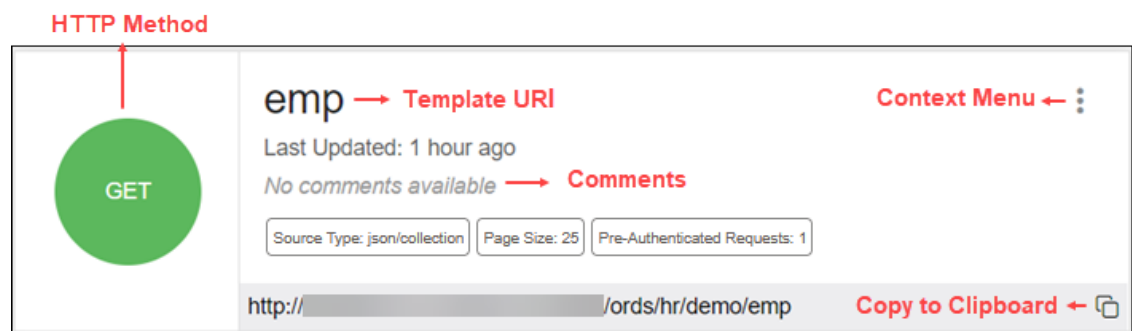 HTTP Method
emp Template URI Context Menu
Last Updated: 1 hour ago
GET
No comments available Comments
Source Type: json/collection Page Size: 25 Pre-Authenticated Requests: 1
http:// /ords/hr/demo/emp Copy to Clipboard